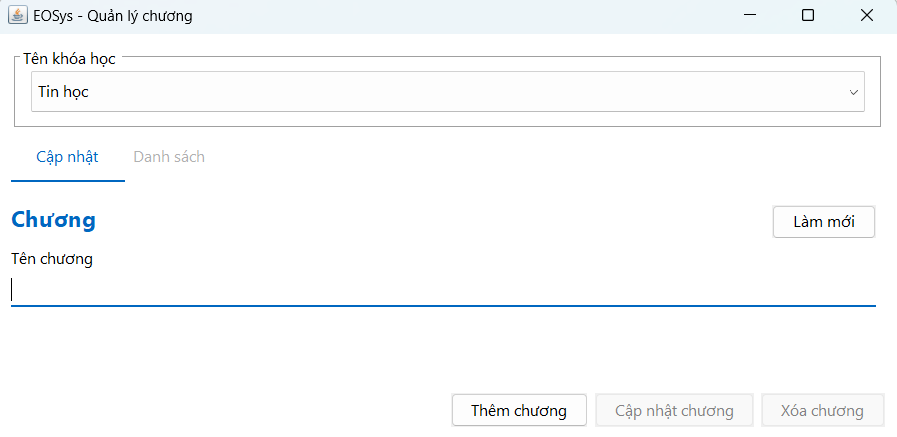 EOSys - Quản lý chương
Tên khóa học
Tin học
Cập nhật Danh sách
Chương Làm mới
Tên chương
Thêm chương Cập nhật chương Xóa chương